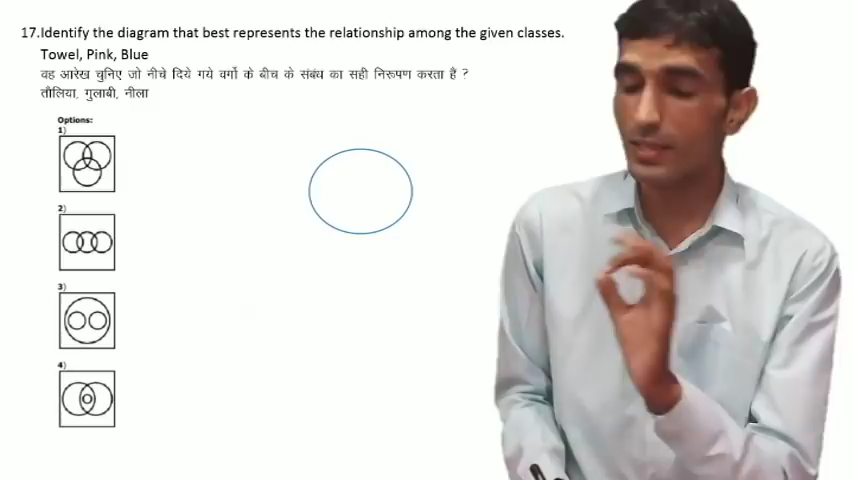 17.Identify the diagram that best represents the relationship among the given classes.
Towel, Pink, Blue
वह आरेख चुनिए जो नीचे दिये गये वर्गो के बीच के संबंध का सही निरूपण करता हैं ?
तौलिया, गुलाबी, नीला
Options:
1)
2)
3)
4)